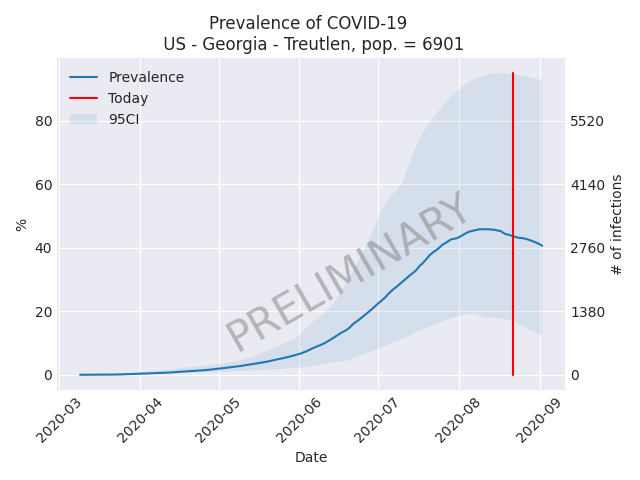 Prevalence of COVID-19
US - Georgia - Treutlen, pop. = 6901
Prevalence
Today
95CI
%
80
60
40
20
0
5520
4140
2760
1380
0
# of infections
PRELIMINARY
2020-03
2020-04
2020-05
2020-06
2020-07
2020-08
2020-09
Date